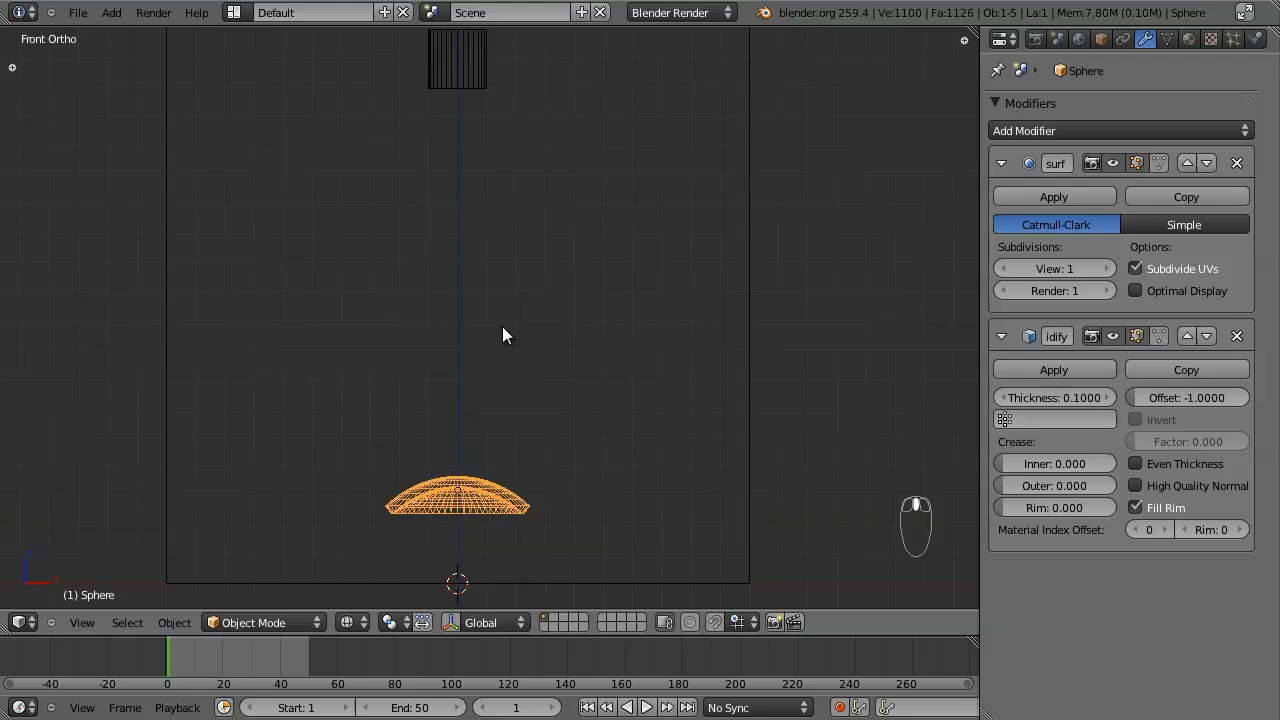 File Add Render Help Default Scene Blender Render blender.org 259.4 | Ve:1100 | Fa:1126 | Ob:1-5 | La:1 | Mem:7.80M (0.10M) | Sphere
Front Ortho
Sphere
Modifiers
Add Modifier
surf
Apply Copy
Catmull-Clark Simple
Subdivisions: Options:
View: 1 Subdivide UVs
Render: 1 Optimal Display
idify
Apply Copy
Thickness: 0.1000 Offset: -1.0000
Invert
Crease: Factor: 0.000
Inner: 0.000 Even Thickness
Outer: 0.000 High Quality Normal
Rim: 0.000 Fill Rim
Material Index Offset: 0 Rim: 0
(1) Sphere
View Select Object Object Mode Global
-40 -20 0 20 40 60 80 100 120 140 160 180 200 220 240 260
View Frame Playback Start: 1 End: 50 1 No Sync